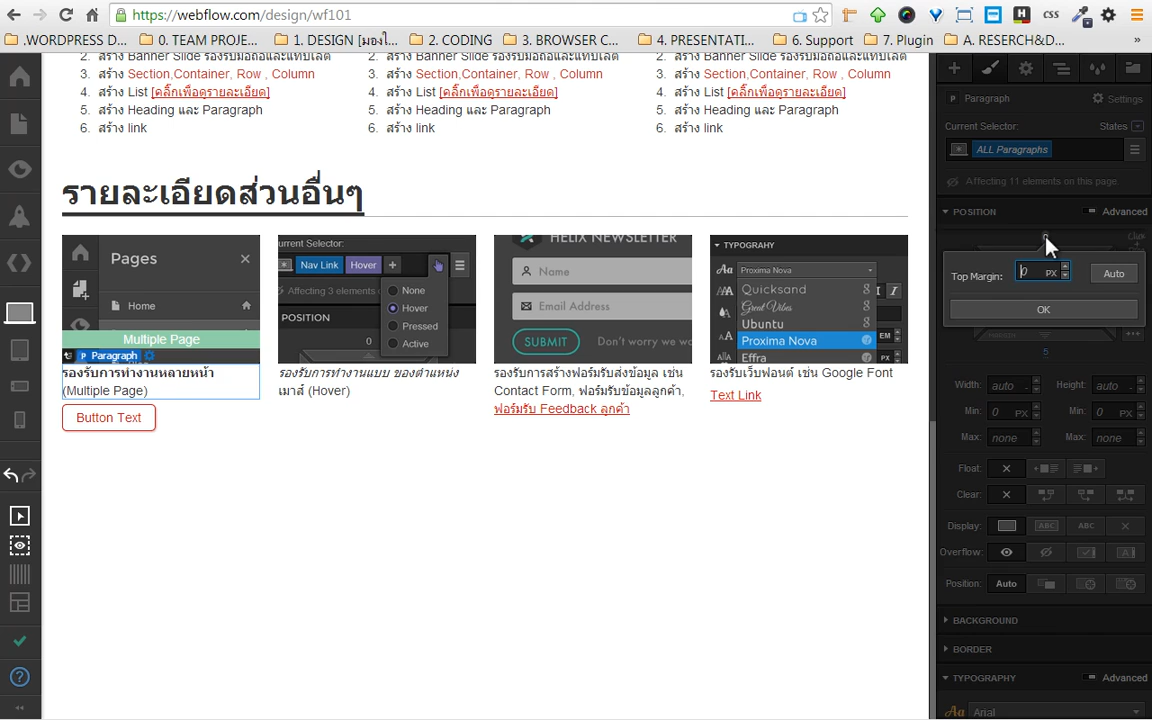 https://webflow.com/design/wf101
.WORDPRESS D... 0. TEAM PROJE... 1. DESIGN [มองใ... 2. CODING 3. BROWSER C... 4. PRESENTATI... 6. Support 7. Plugin A. RESERCH&D... »
2. สร้าง Banner Slide รองรับมือถือและแท็บเล็ต 2. สร้าง Banner Slide รองรับมือถือและแท็บเล็ต 2. สร้าง Banner Slide รองรับมือถือและแท็บเล็ต
3. Section,Container, Row , Column 3. Section,Container, Row , Column 3. Section,Container, Row , Column
4. สร้าง List [คลิ๊กเพื่อดูรายละเอียด] 4. สร้าง List [คลิ๊กเพื่อดูรายละเอียด] 4. สร้าง List [คลิ๊กเพื่อดูรายละเอียด]
5. สร้าง Heading และ Paragraph 5. สร้าง Heading และ Paragraph 5. สร้าง Heading และ Paragraph
6. สร้าง link 6. สร้าง link 6. สร้าง link
รายละเอียดส่วนอื่นๆ
Pages
Home
Multiple Page
P Paragraph
รองรับการทำงานหลายหน้า
(Multiple Page)
Button Text
urrent Selector:
Nav Link Hover +
Affecting 3 elements
None
Hover
Pressed
Active
POSITION
0
รองรับการทำงานแบบ ของตำแหน่ง
เมาส์ (Hover)
HELIX NEWSLETTER
Name
Email Address
SUBMIT Don't worry we wo
รองรับการสร้างฟอร์มรับส่งข้อมูล เช่น
Contact Form, ฟอร์มรับข้อมูลลูกค้า,
ฟอร์มรับ Feedback ลูกค้า
TYPOGRAHY
Proxima Nova
Quicksand
Great Vibes
Ubuntu
Proxima Nova
Effra
EM
PX
รองรับเว็บฟอนต์ เช่น Google Font
Text Link
P Paragraph Settings
Current Selector: States
ALL Paragraphs
Affecting 11 elements on this page.
POSITION Advanced
Top Margin: 0 PX Auto
OK
5
Width: auto - Height: auto -
Min: 0 PX Min: 0 PX
Max: none Max: none
Float:
Clear:
Display: ABC ABC
Overflow:
Position: Auto
BACKGROUND
BORDER
TYPOGRAPHY Advanced
Aa Arial